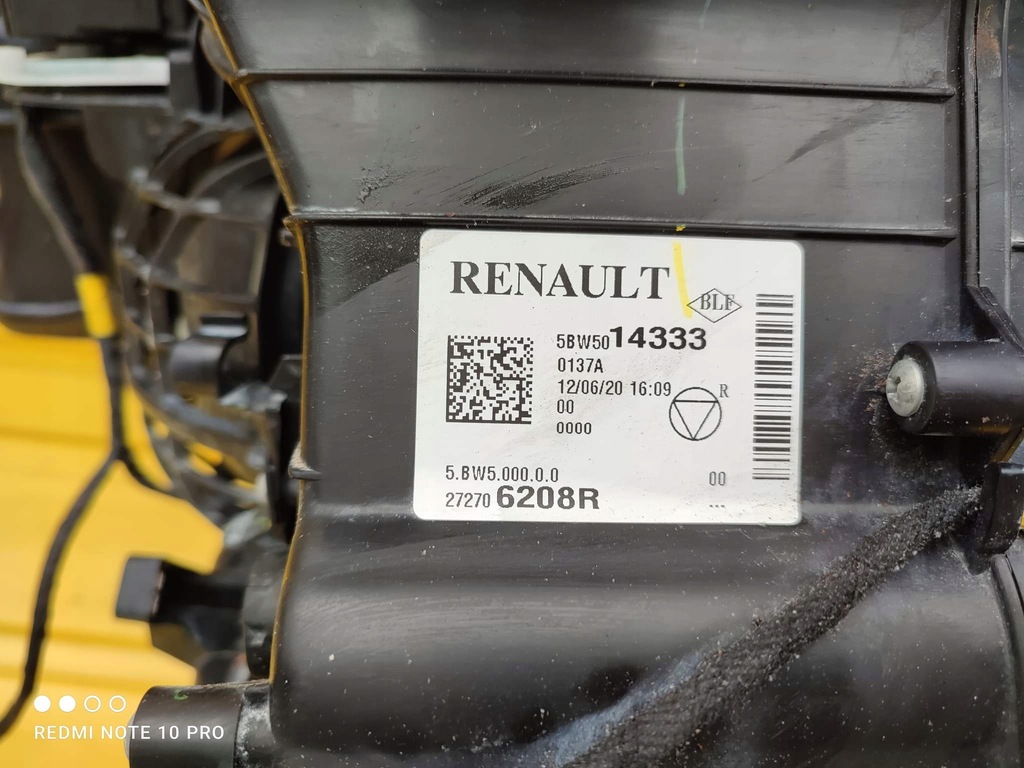 RENAULT
BLF
5BW50 14333
0137A
12/06/20 16:09
R
00
0000
5.BW5.000.0.0
00
27270 6208R
...
REDMI NOTE 10 PRO